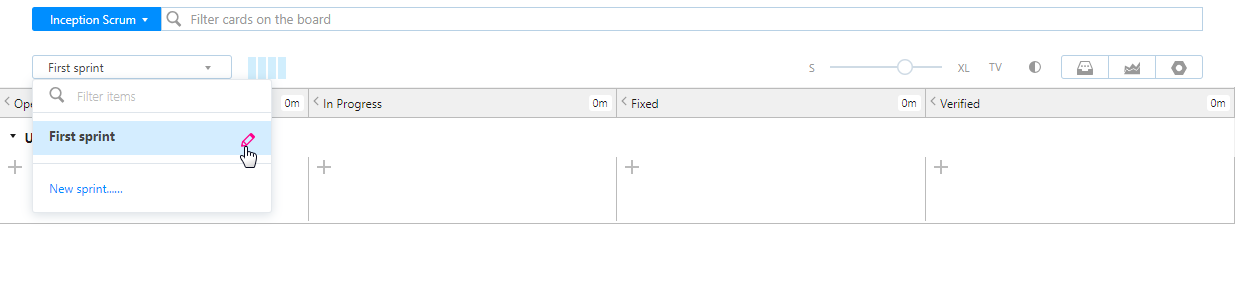 Inception Scrum
Filter cards on the board
First sprint
S
XL
TV
Filter items
Ope
0m
In Progress
0m
Fixed
0m
Verified
0m
First sprint
U
New sprint......